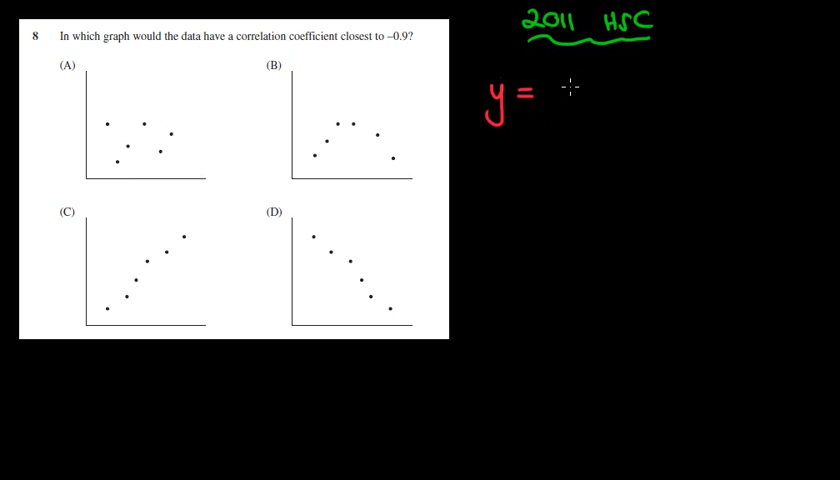 8 In which graph would the data have a correlation coefficient closest to –0.9?
(A) (B)
(C) (D)
2011 HSC
y =